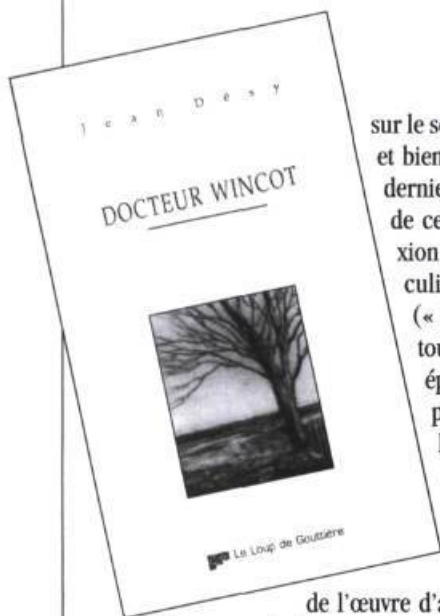 Jean Désy
DOCTEUR WINCOT
Le Loup de Gouttière
sur le
et bien
dernie
de ce
xion
culi
(«
tou
ép
p
de l'œuvre d'a